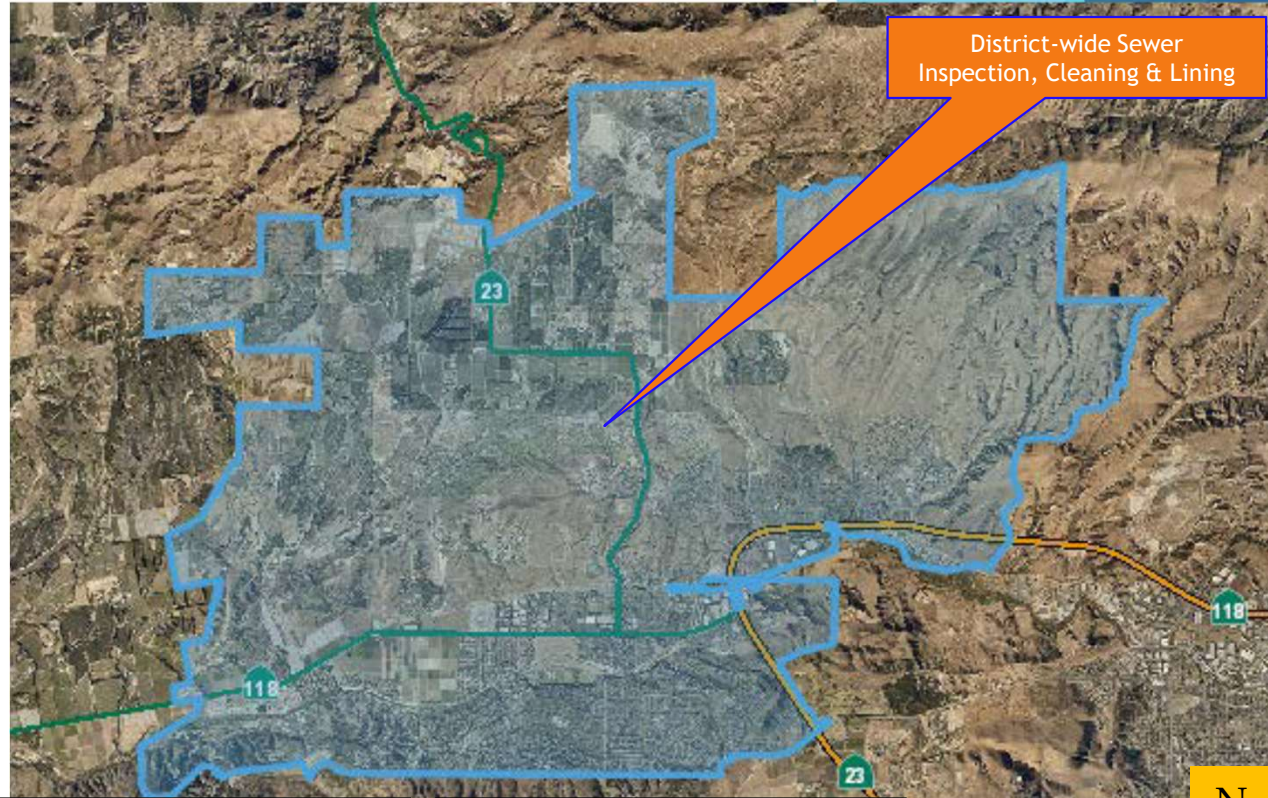 District-wide Sewer
Inspection, Cleaning & Lining
23
118
118
23
N